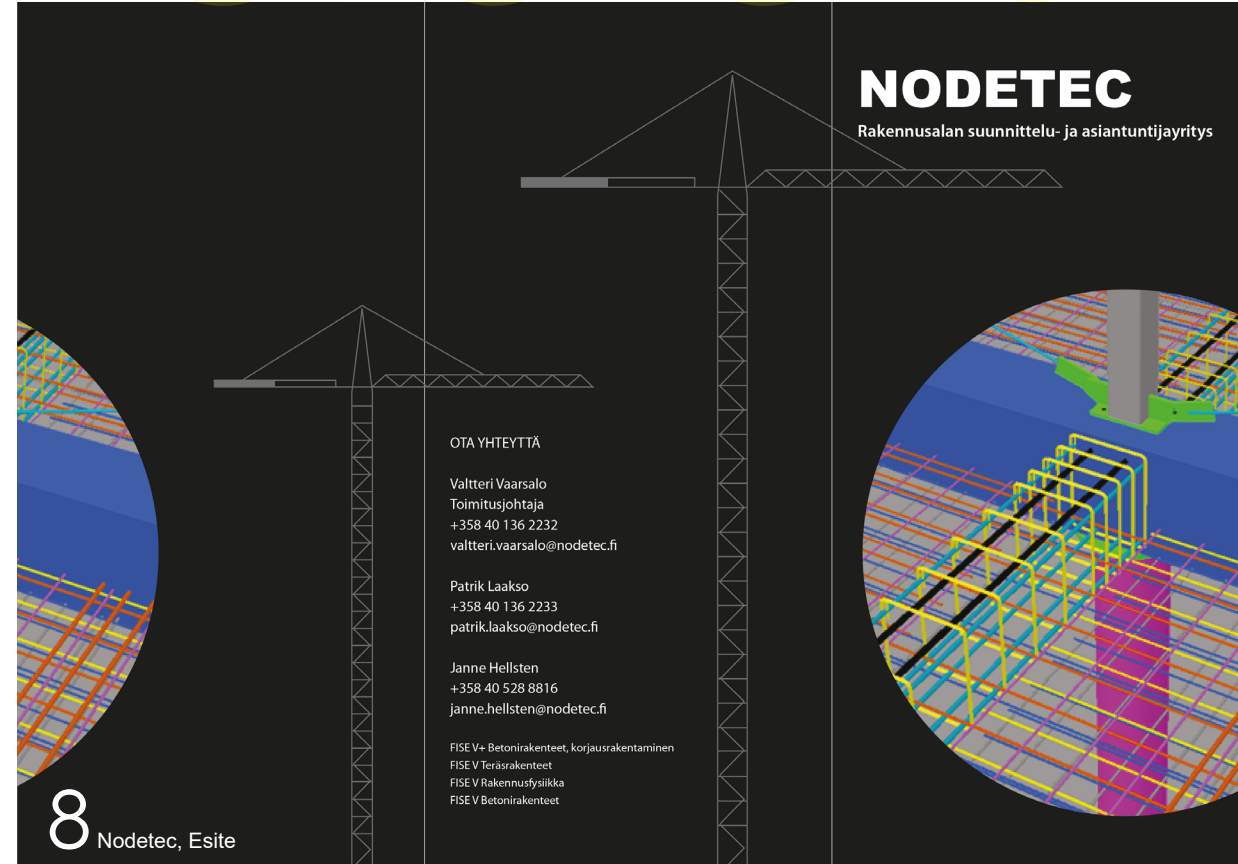 NODETEC
Rakennusalan suunnittelu- ja asiantuntijayritys
OTA YHTEYTTÄ
Valtteri Vaarsalo
Toimitusjohtaja
+358 40 136 2232
valtteri.vaarsalo@nodetec.fi
Patrik Laakso
+358 40 136 2233
patrik.laakso@nodetec.fi
Janne Hellsten
+358 40 528 8816
janne.hellsten@nodetec.fi
FISE V+ Betonirakenteet, korjausrakentaminen
FISE V Teräsrakenteet
FISE V Rakennusfysiikka
FISE V Betonirakenteet
8 Nodetec, Esite